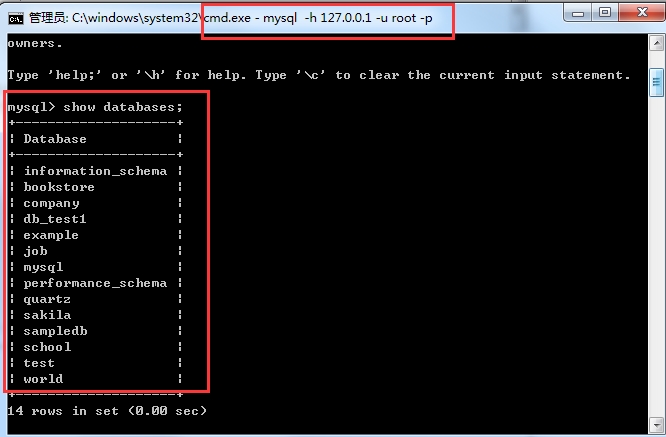 管理员: C:\windows\system32\cmd.exe - mysql  -h 127.0.0.1 -u root -p
owners.
Type 'help;' or '\h' for help. Type '\c' to clear the current input statement.
mysql> show databases;
+--------------------+
| Database           |
+--------------------+
| information_schema |
| bookstore          |
| company            |
| db_test1           |
| example            |
| job                |
| mysql              |
| performance_schema |
| quartz             |
| sakila             |
| sampledb           |
| school             |
| test               |
| world              |
+--------------------+
14 rows in set (0.00 sec)